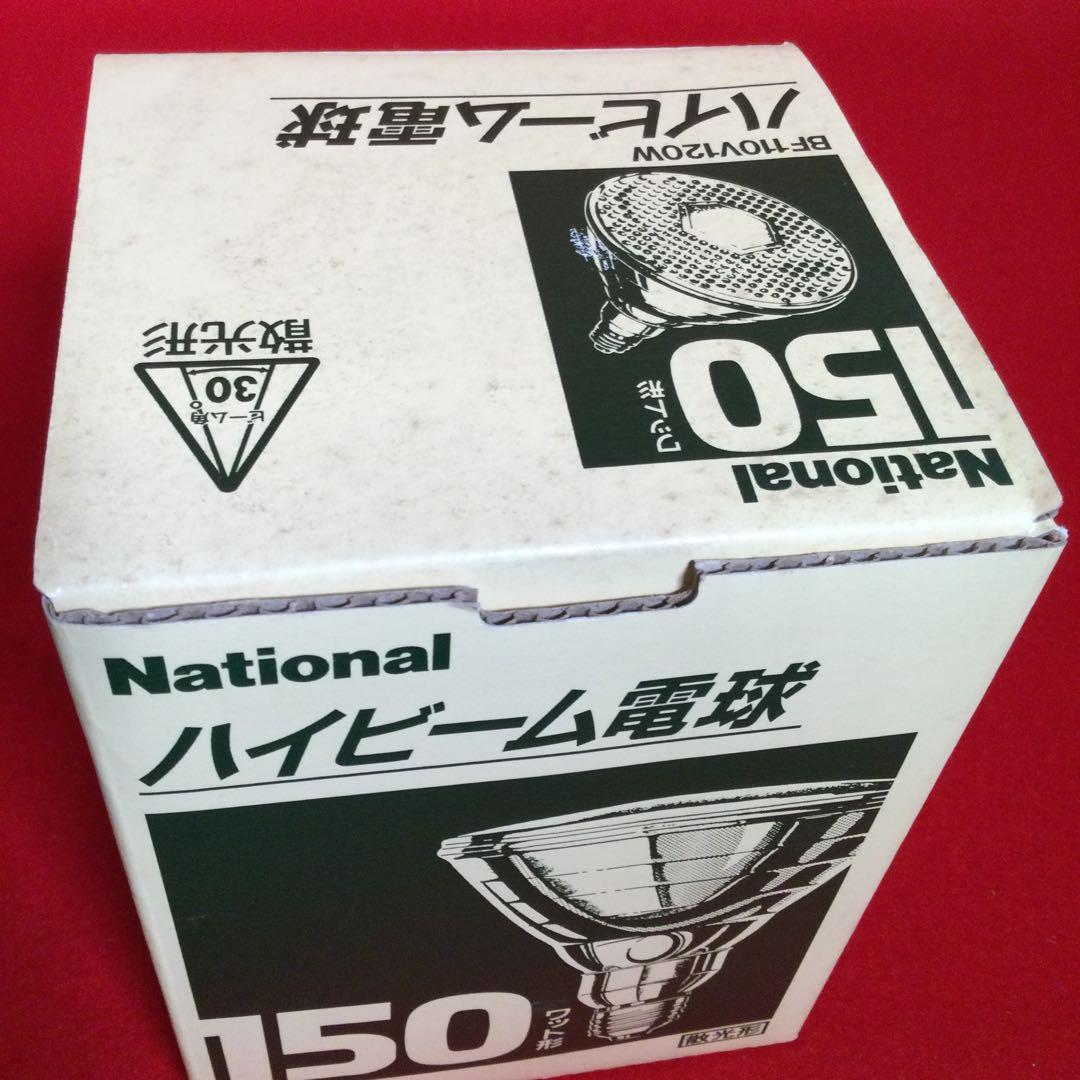 National
150
ワット形
BF110V120W
ハイビーム電球
散光形
ビーム角
30°
National
ハイビーム電球
150
ワット形
散光形